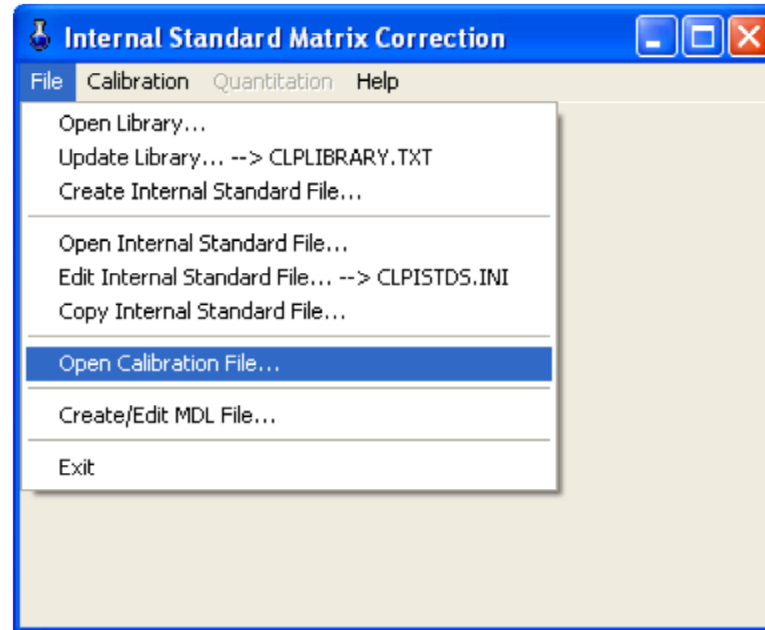 Internal Standard Matrix Correction
File Calibration Quantitation Help
Open Library...
Update Library... --> CLPLIBRARY.TXT
Create Internal Standard File...
Open Internal Standard File...
Edit Internal Standard File... --> CLPISTDS.INI
Copy Internal Standard File...
Open Calibration File...
Create/Edit MDL File...
Exit